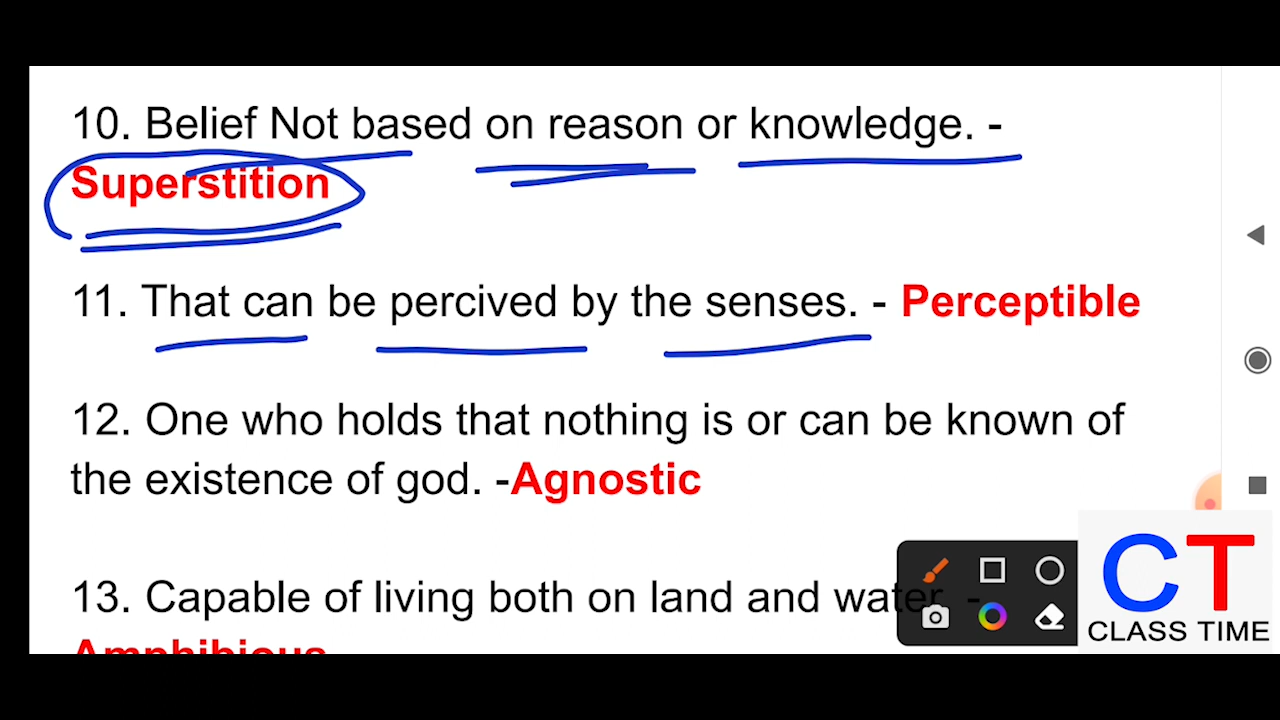 10. Belief Not based on reason or knowledge. -
Superstition
11. That can be percived by the senses. - Perceptible
12. One who holds that nothing is or can be known of
the existence of god. -Agnostic
13. Capable of living both on land and water. -
Amphibious
CT
CLASS TIME